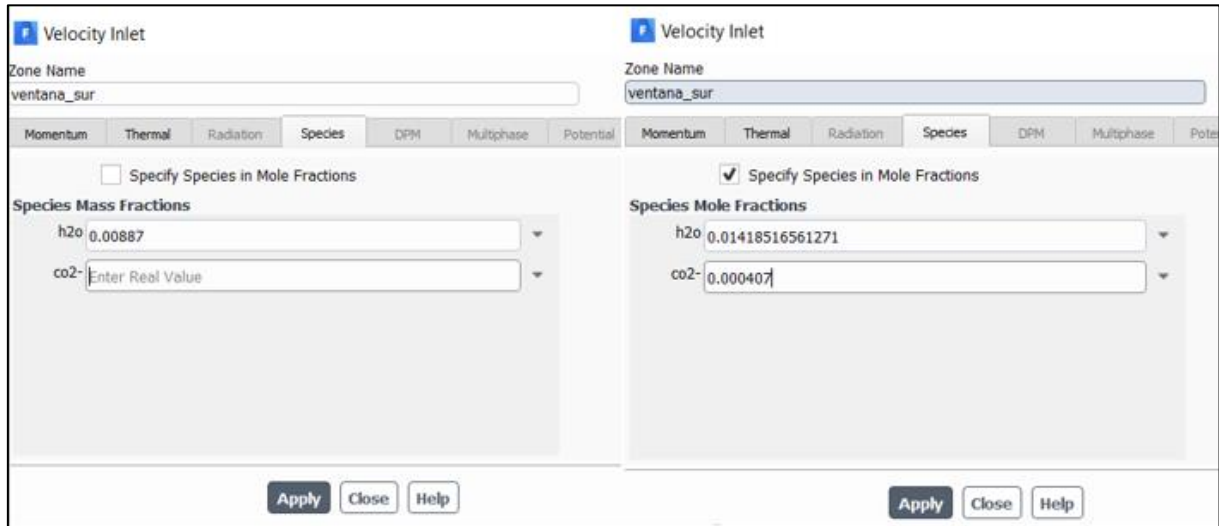 Velocity Inlet
Zone Name
ventana_sur
Momentum Thermal Radiation Species DPM Multiphase Potential
Specify Species in Mole Fractions
Species Mass Fractions
h2o 0.00887
co2- Enter Real Value
Apply Close Help
Velocity Inlet
Zone Name
ventana_sur
Momentum Thermal Radiation Species DPM Multiphase Pote
Specify Species in Mole Fractions
Species Mole Fractions
h2o 0.01418516561271
co2- 0.000407
Apply Close Help